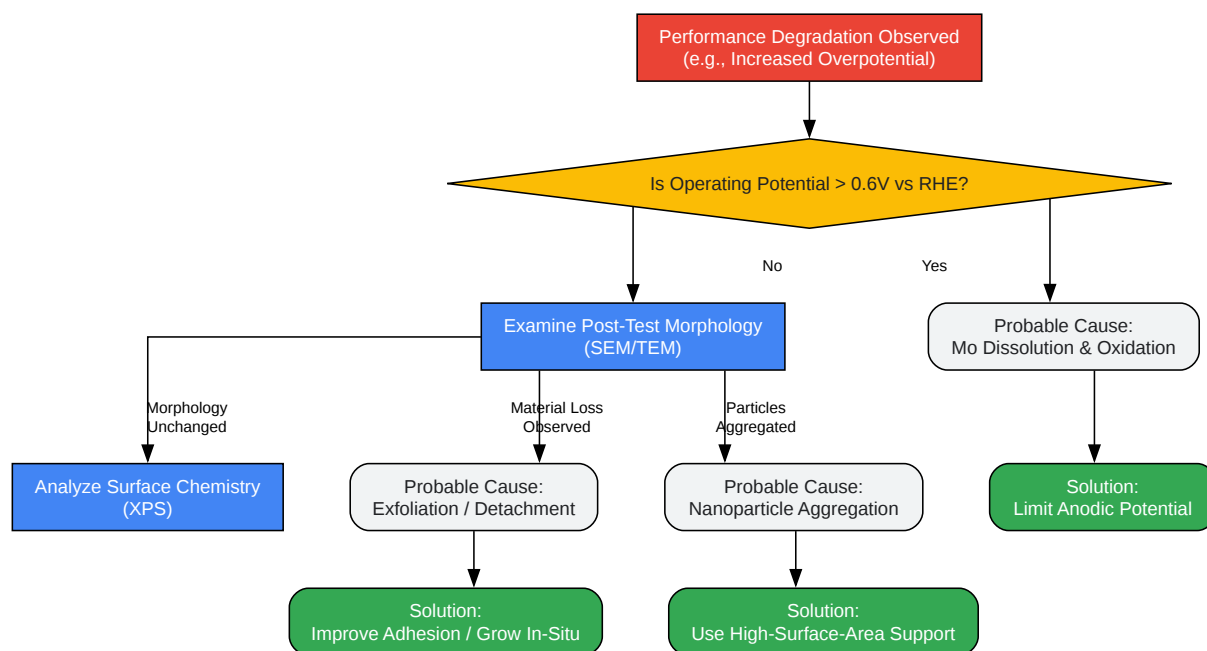 Performance Degradation Observed
(e.g., Increased Overpotential)
Is Operating Potential > 0.6V vs RHE?
No
Yes
Examine Post-Test Morphology
(SEM/TEM)
Probable Cause:
Mo Dissolution & Oxidation
Morphology
Unchanged
Material Loss
Observed
Particles
Aggregated
Analyze Surface Chemistry
(XPS)
Probable Cause:
Exfoliation / Detachment
Probable Cause:
Nanoparticle Aggregation
Solution:
Limit Anodic Potential
Solution:
Improve Adhesion / Grow In-Situ
Solution:
Use High-Surface-Area Support